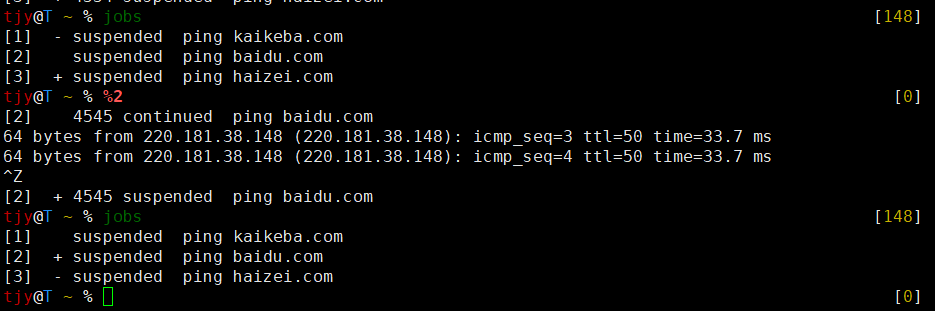 [3]  + 4554 suspended  ping haizei.com
tjy@T ~ % jobs [148]
[1]  - suspended  ping kaikeba.com
[2]    suspended  ping baidu.com
[3]  + suspended  ping haizei.com
tjy@T ~ % %2 [0]
[2]    4545 continued  ping baidu.com
64 bytes from 220.181.38.148 (220.181.38.148): icmp_seq=3 ttl=50 time=33.7 ms
64 bytes from 220.181.38.148 (220.181.38.148): icmp_seq=4 ttl=50 time=33.7 ms
^Z
[2]  + 4545 suspended  ping baidu.com
tjy@T ~ % jobs [148]
[1]    suspended  ping kaikeba.com
[2]  + suspended  ping baidu.com
[3]  - suspended  ping haizei.com
tjy@T ~ % [0]